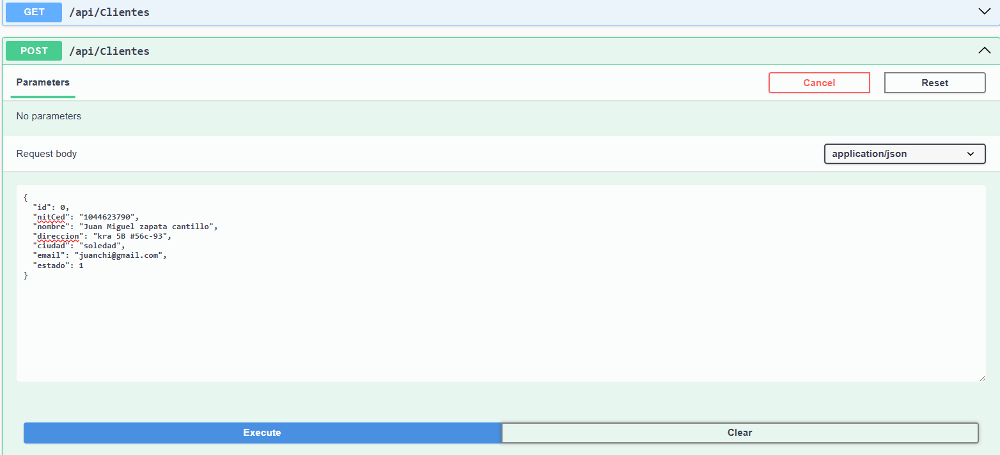 GET /api/Clientes
POST /api/Clientes
Parameters Cancel Reset
No parameters
Request body application/json
{
"id": 0,
"nitCed": "1044623790",
"nombre": "Juan Miguel zapata cantillo",
"direccion": "kra 5B #56c-93",
"ciudad": "soledad",
"email": "juanchi@gmail.com",
"estado": 1
}
Execute Clear